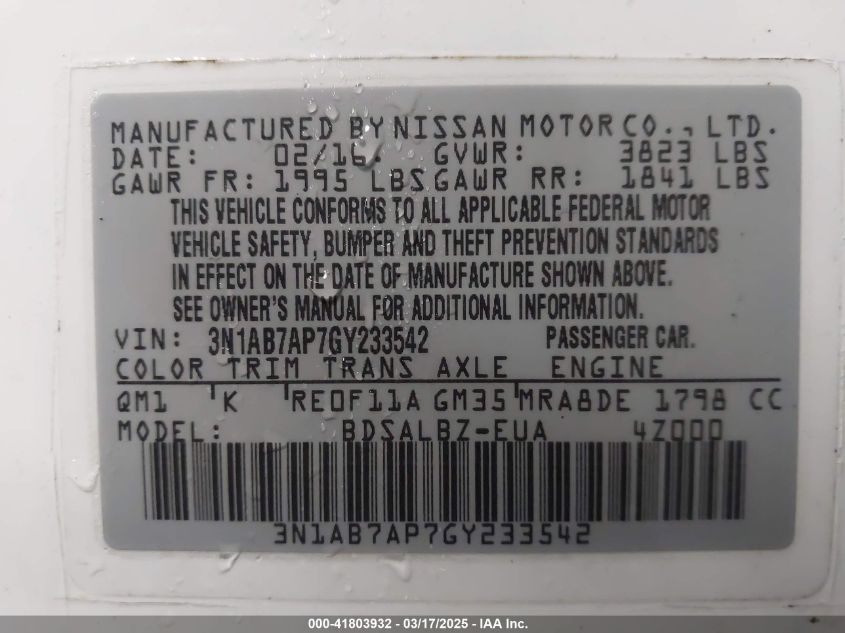 MANUFACTURED BY NISSAN MOTOR CO., LTD.
DATE: 02/16. GVWR: 3823 LBS
GAWR FR: 1995 LBS GAWR RR: 1841 LBS
THIS VEHICLE CONFORMS TO ALL APPLICABLE FEDERAL MOTOR
VEHICLE SAFETY, BUMPER AND THEFT PREVENTION STANDARDS
IN EFFECT ON THE DATE OF MANUFACTURE SHOWN ABOVE.
SEE OWNER'S MANUAL FOR ADDITIONAL INFORMATION.
VIN: 3N1AB7AP7GY233542 PASSENGER CAR.
COLOR TRIM TRANS AXLE ENGINE
QM1 K RE0F11A GM35 MRA8DE 1798 CC
MODEL: BDSALBZ-EUA 4Z000
3N1AB7AP7GY233542
000-41803932 - 03/17/2025 - IAA Inc.